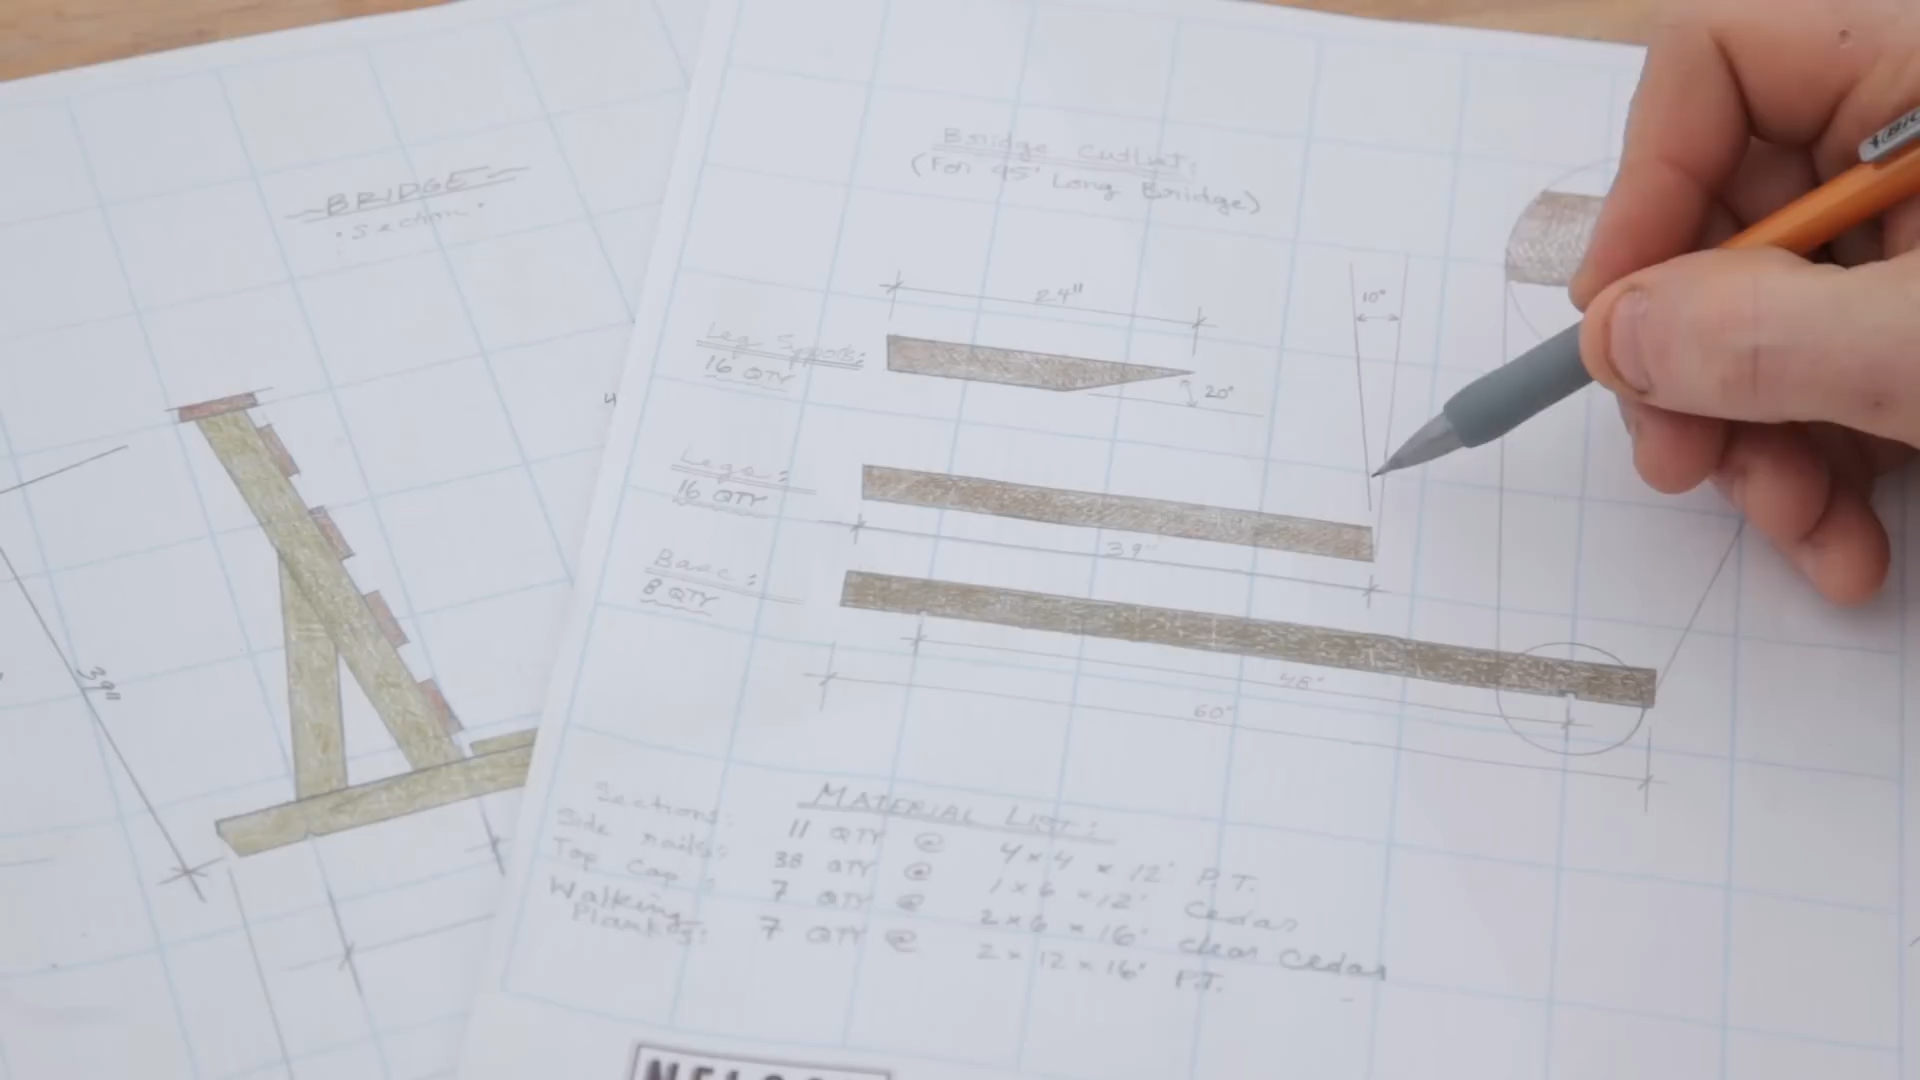 BRIDGE
Section
39"
Bridge Cutlist:
(For 45' Long Bridge)
24"
10°
Leg Spports:
16 QTY
20°
Legs:
16 QTY
39"
Base:
8 QTY
48"
60"
MATERIAL LIST:
Sections: 11 QTY @ 4 x 4 x 12' P.T.
Side rails: 38 QTY @ 1 x 6 x 12' Cedar
Top Cap: 7 QTY @ 2 x 6 x 16' clear Cedar
Walking
Planks: 7 QTY @ 2 x 12 x 16' P.T.